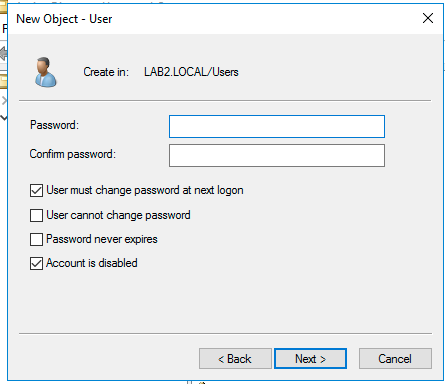 New Object - User
Create in: LAB2.LOCAL/Users
Password:
Confirm password:
User must change password at next logon
User cannot change password
Password never expires
Account is disabled
< Back Next > Cancel